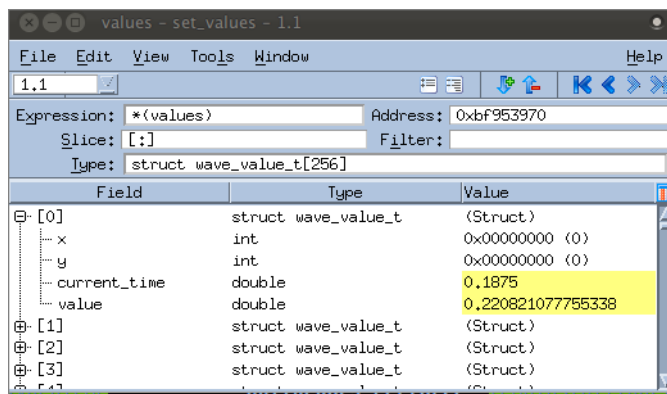 values - set_values - 1.1
File Edit View Tools Window Help
1.1
Expression: *(values) Address: 0xbf953970
Slice: [:] Filter:
Type: struct wave_value_t[256]
Field Type Value
[0] struct wave_value_t (Struct)
x int 0x00000000 (0)
y int 0x00000000 (0)
current_time double 0.1875
value double 0.220821077755338
[1] struct wave_value_t (Struct)
[2] struct wave_value_t (Struct)
[3] struct wave_value_t (Struct)